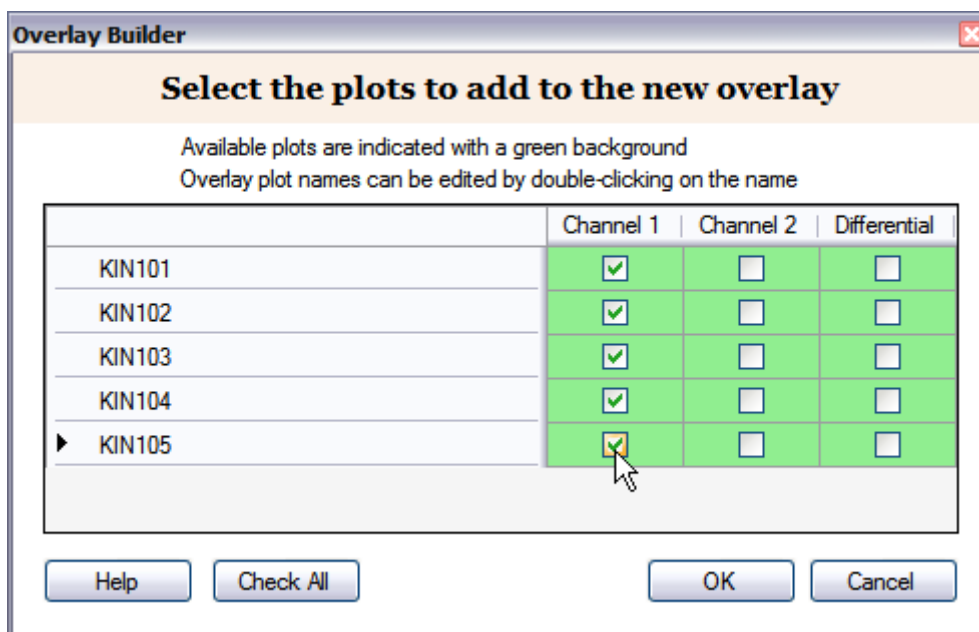 Overlay Builder
Select the plots to add to the new overlay
Available plots are indicated with a green background
Overlay plot names can be edited by double-clicking on the name
Channel 1 Channel 2 Differential
KIN101
KIN102
KIN103
KIN104
KIN105
Help Check All OK Cancel